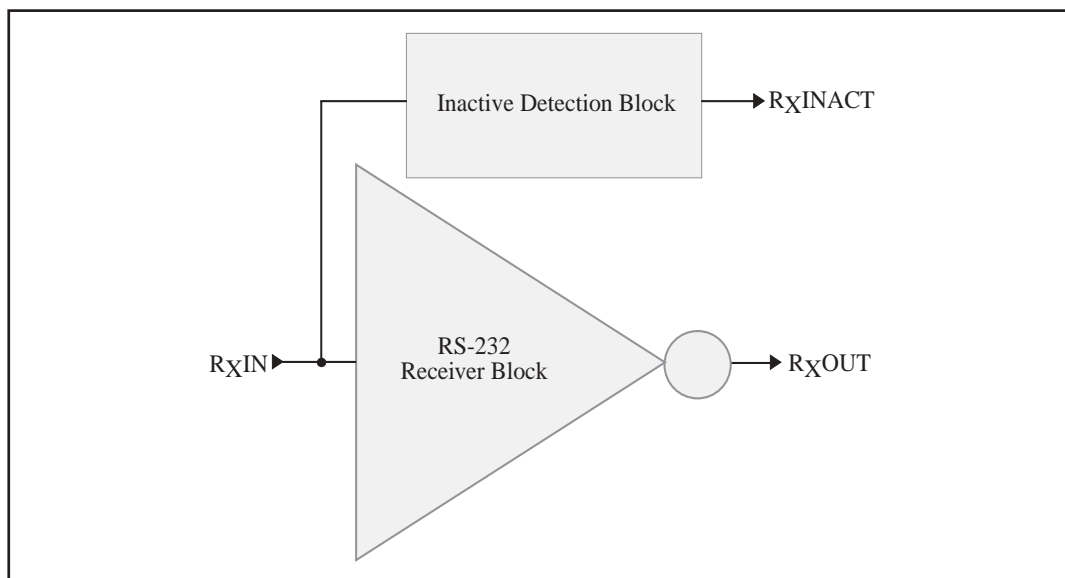 Inactive Detection Block
RXINACT
RS-232
Receiver Block
RXIN
RXOUT